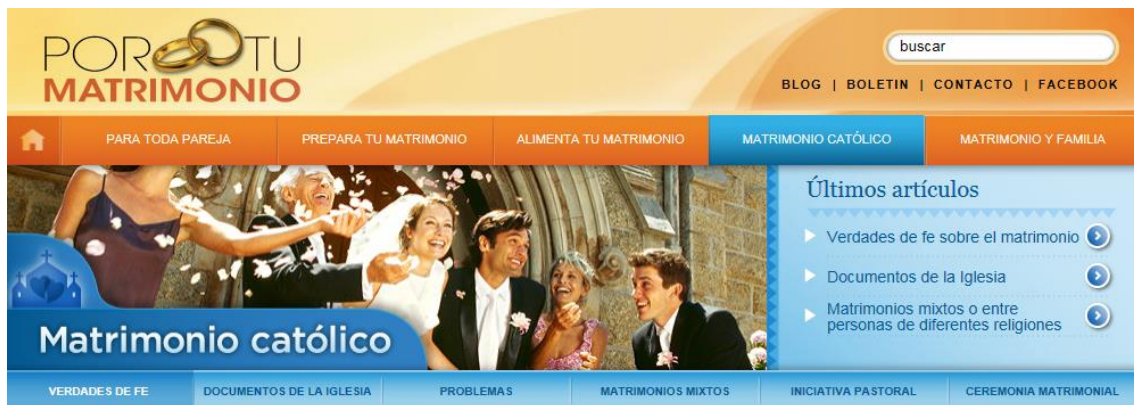 POR TU
MATRIMONIO
buscar
BLOG | BOLETIN | CONTACTO | FACEBOOK
PARA TODA PAREJA
PREPARA TU MATRIMONIO
ALIMENTA TU MATRIMONIO
MATRIMONIO CATÓLICO
MATRIMONIO Y FAMILIA
Matrimonio católico
Últimos artículos
Verdades de fe sobre el matrimonio
Documentos de la Iglesia
Matrimonios mixtos o entre
personas de diferentes religiones
VERDADES DE FE
DOCUMENTOS DE LA IGLESIA
PROBLEMAS
MATRIMONIOS MIXTOS
INICIATIVA PASTORAL
CEREMONIA MATRIMONIAL